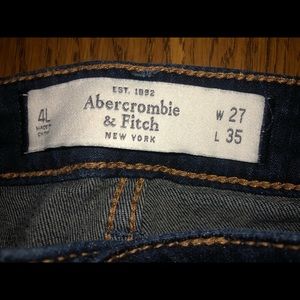 EST. 1892
Abercrombie
& Fitch
NEW YORK
4L
W 27
L 35